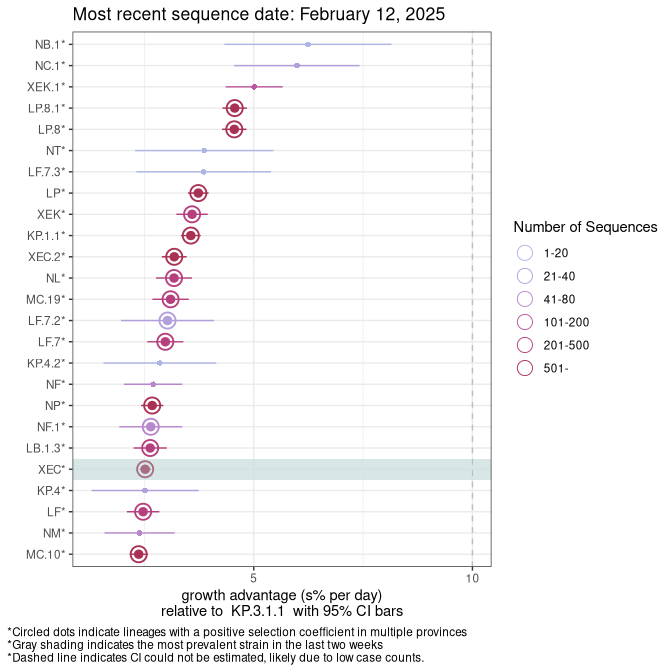 Most recent sequence date: February 12, 2025
NB.1*
NC.1*
XEK.1*
LP.8.1*
LP.8*
NT*
LF.7.3*
LP*
XEK*
KP.1.1*
XEC.2*
NL*
MC.19*
LF.7.2*
LF.7*
KP.4.2*
NF*
NP*
NF.1*
LB.1.3*
XEC*
KP.4*
LF*
NM*
MC.10*
5 10
growth advantage (s% per day)
relative to KP.3.1.1 with 95% CI bars
Number of Sequences
1-20
21-40
41-80
101-200
201-500
501-
*Circled dots indicate lineages with a positive selection coefficient in multiple provinces
*Gray shading indicates the most prevalent strain in the last two weeks
*Dashed line indicates CI could not be estimated, likely due to low case counts.